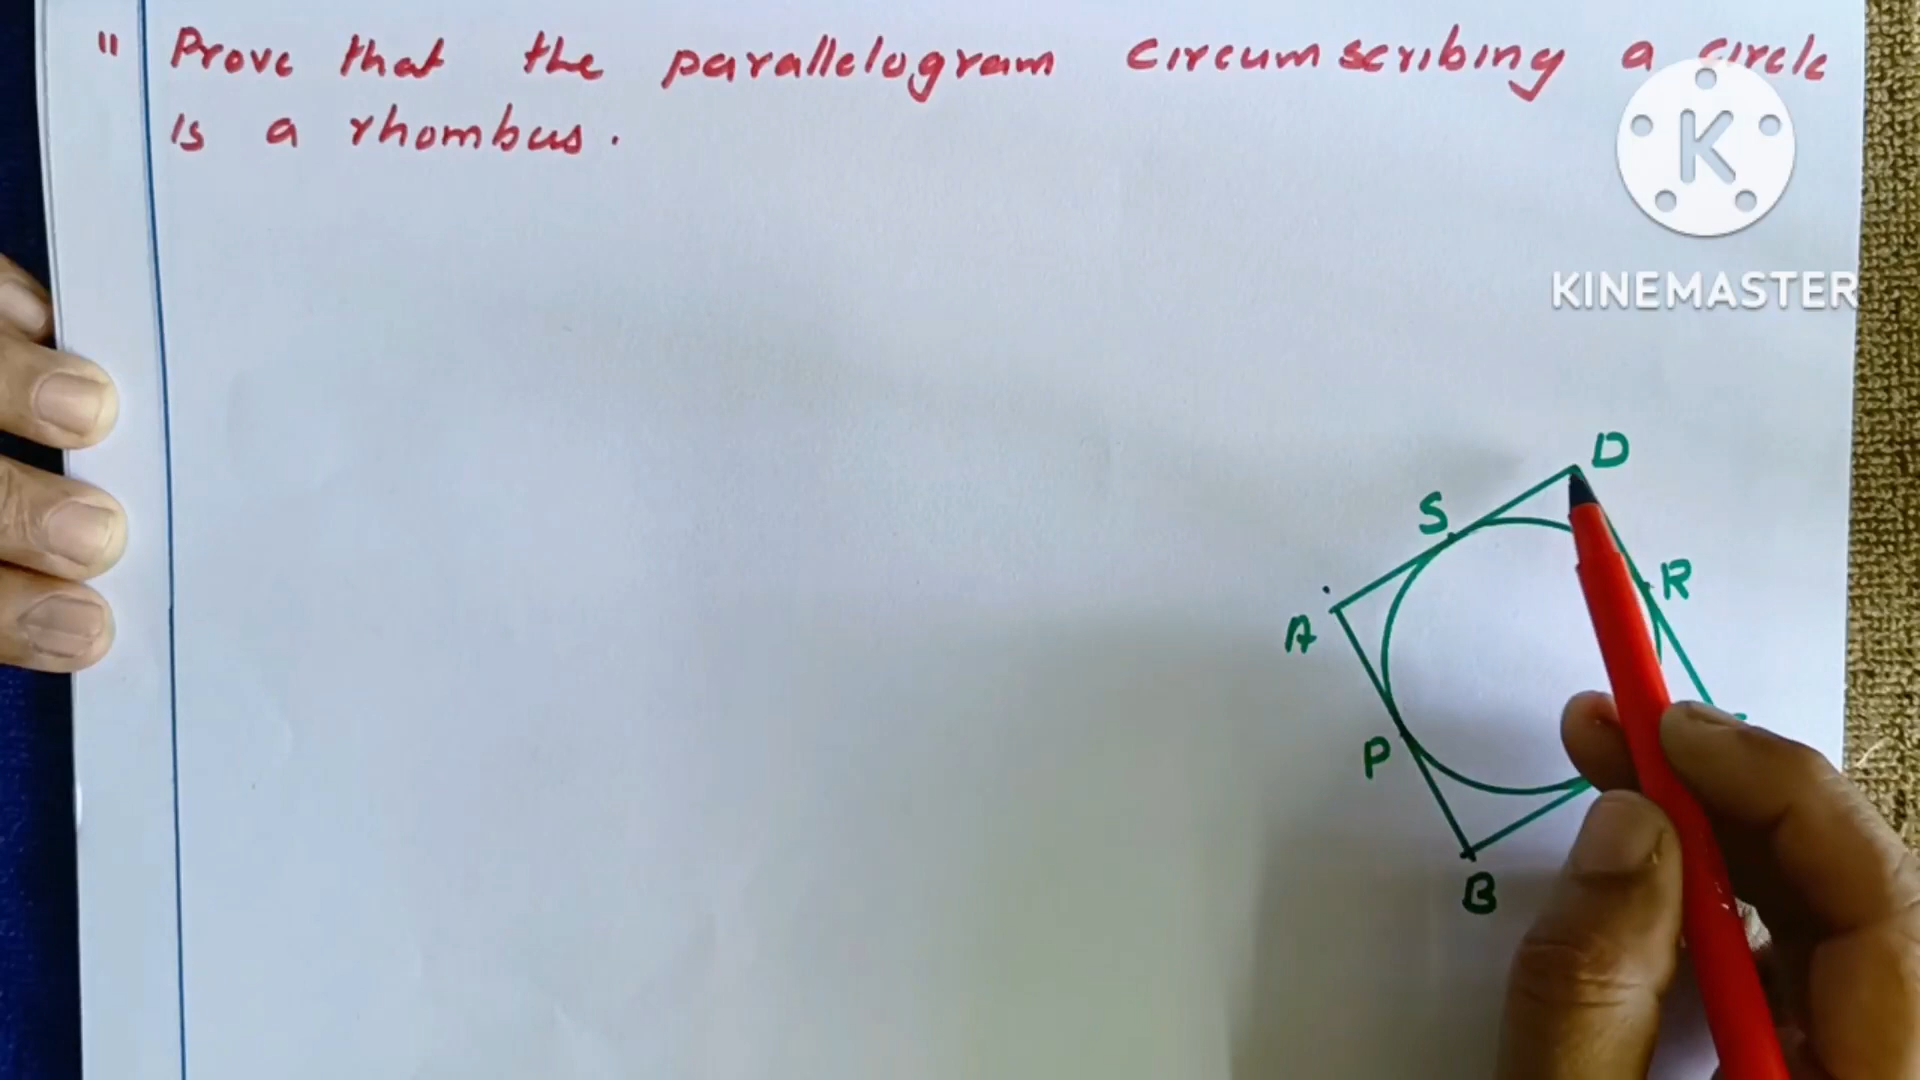 " Prove that the parallelogram circumscribing a circle
is a rhombus.
K
KINEMASTER
D
S
R
A
P
B